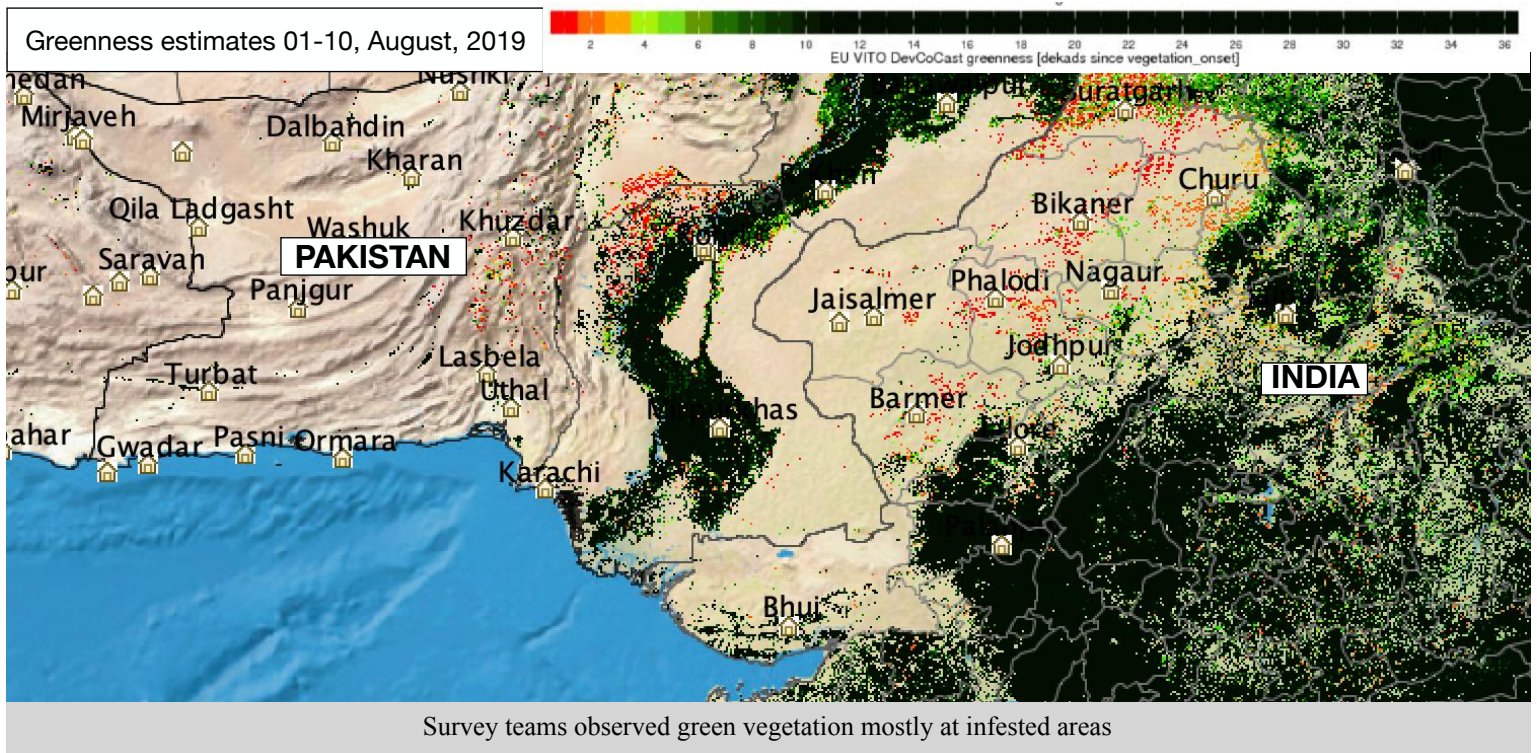 Greenness estimates 01-10, August, 2019
2 4 6 8 10 12 14 16 18 20 22 24 26 28 30 32 34 36
EU VITO DevCoCast greenness [dekads since vegetation_onset]
Nushki
Mirjaveh
Dalbandin
Kharan
Churu
Qila Ladgasht
Washuk
Khuzdar
Bikaner
PAKISTAN
Saravan
Panjgur
Jaisalmer
Phalodi
Nagaur
Jodhpur
Lasbela
Turbat
Uthal
INDIA
Barmer
Mirpurkhas
Gwadar
Pasni
Ormara
Karachi
Bhuj
Survey teams observed green vegetation mostly at infested areas